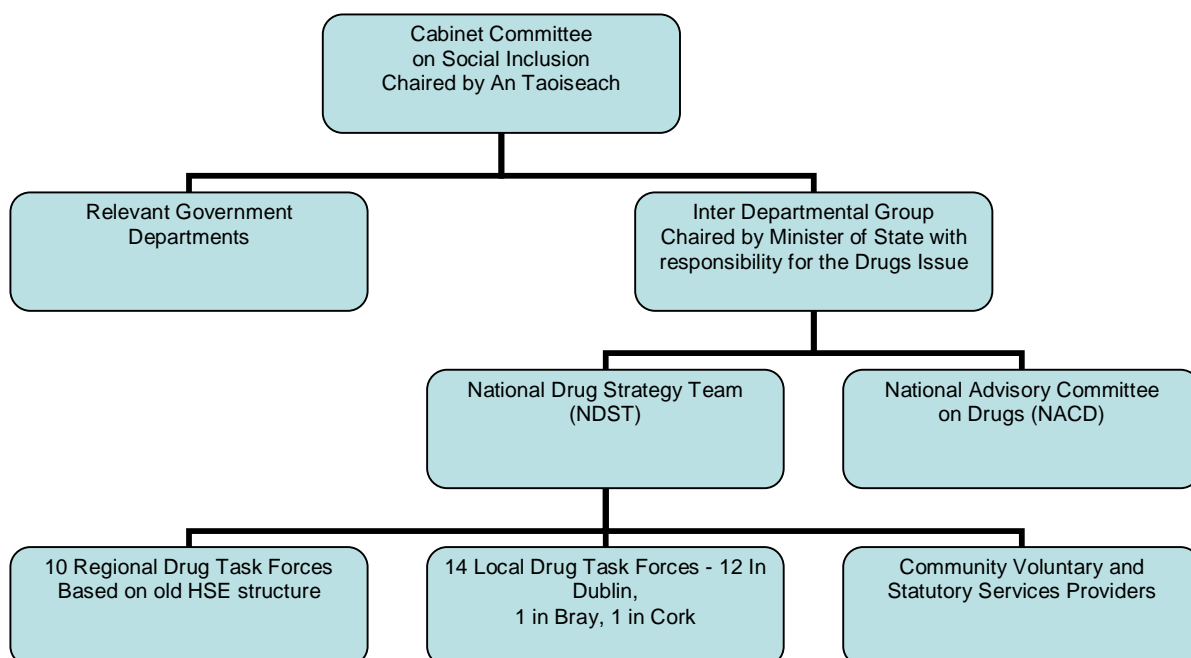 Cabinet Committee
on Social Inclusion
Chaired by An Taoiseach
Relevant Government
Departments
Inter Departmental Group
Chaired by Minister of State with
responsibility for the Drugs Issue
National Drug Strategy Team
(NDST)
National Advisory Committee
on Drugs (NACD)
10 Regional Drug Task Forces
Based on old HSE structure
14 Local Drug Task Forces - 12 In
Dublin,
1 in Bray, 1 in Cork
Community Voluntary and
Statutory Services Providers